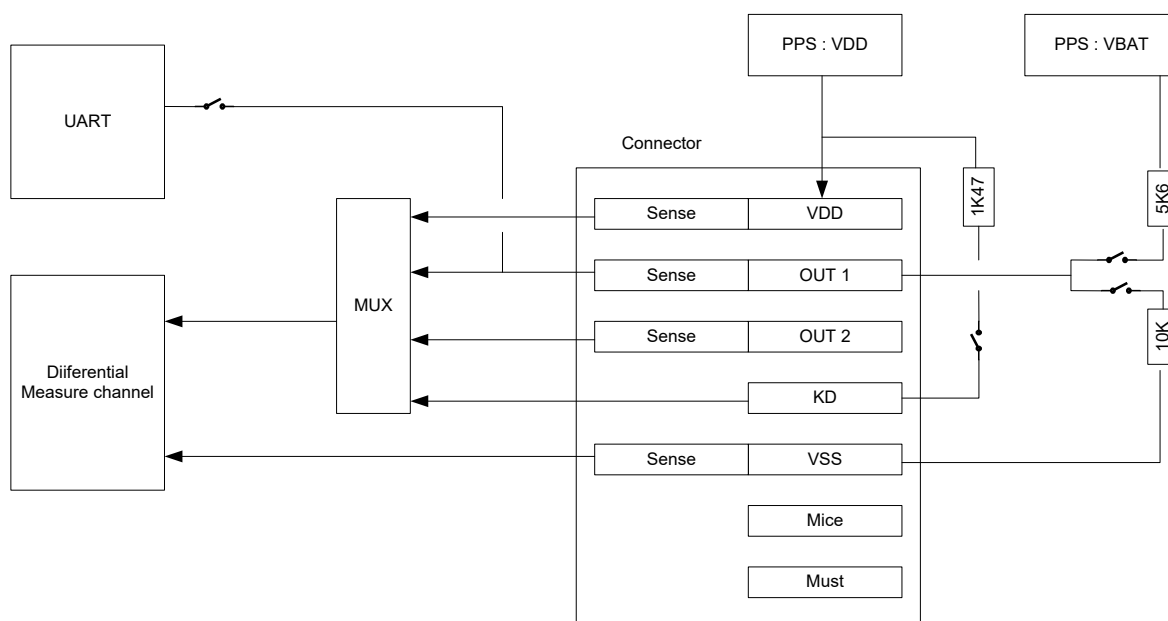 PPS : VDD
PPS : VBAT
UART
Connector
1K47
5K6
Sense
VDD
Sense
OUT 1
MUX
Sense
OUT 2
10K
Diiferential
Measure channel
KD
Sense
VSS
Mice
Must